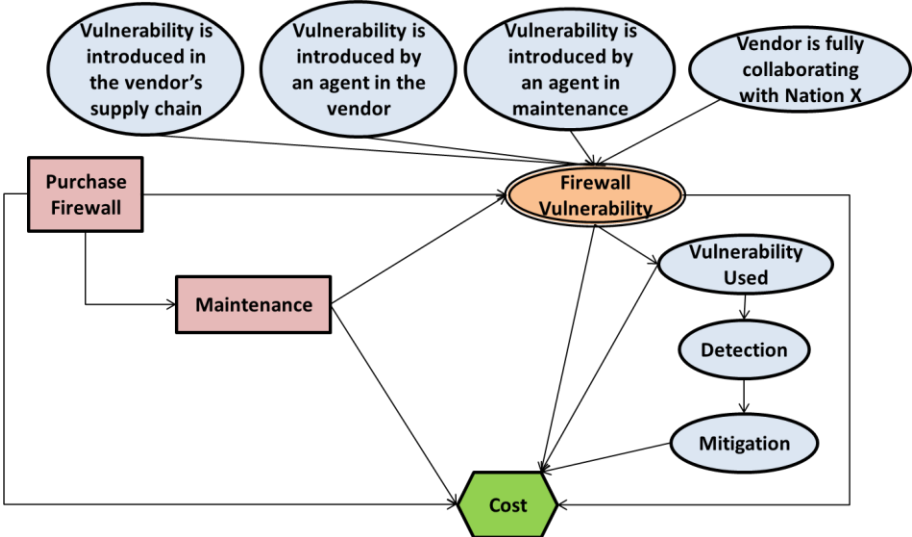 Vulnerability is
introduced in
the vendor's
supply chain
Vulnerability is
introduced by
an agent in the
vendor
Vulnerability is
introduced by
an agent in
maintenance
Vendor is fully
collaborating
with Nation X
Purchase
Firewall
Firewall
Vulnerability
Vulnerability
Used
Maintenance
Detection
Mitigation
Cost